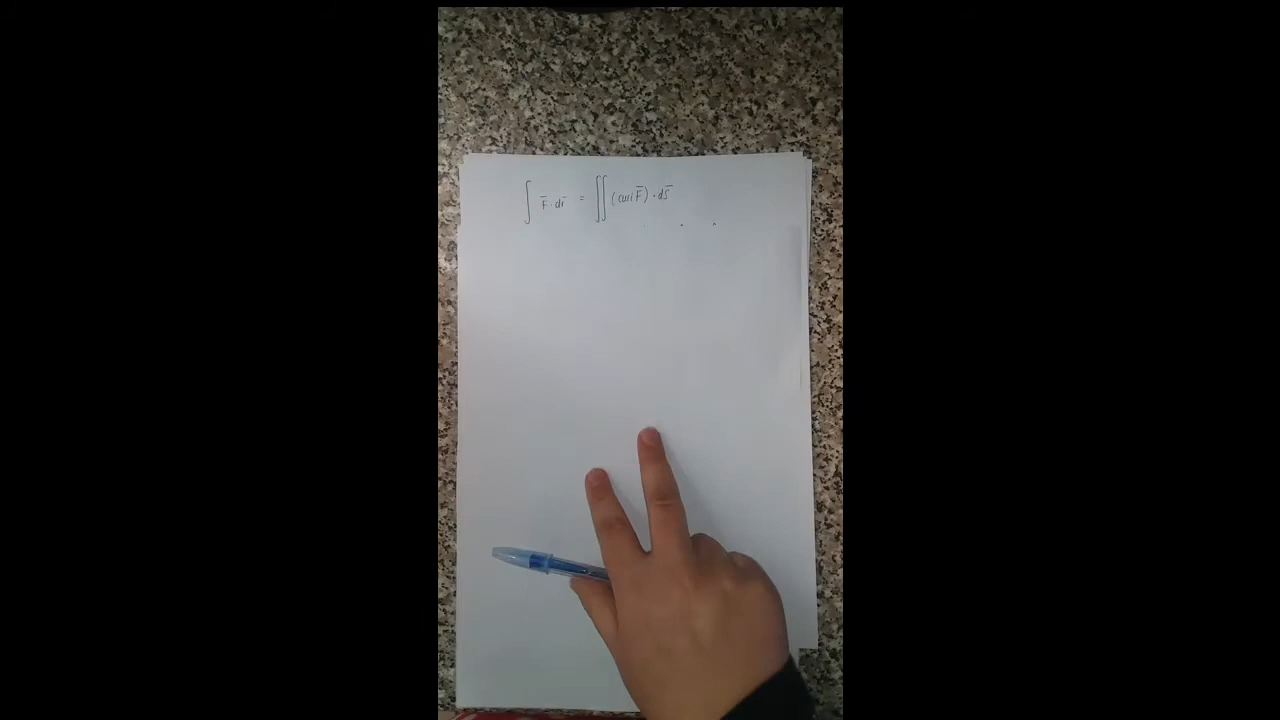 ∫ F̅ · dr̅ = ∬ (curl F̅) · dS̅